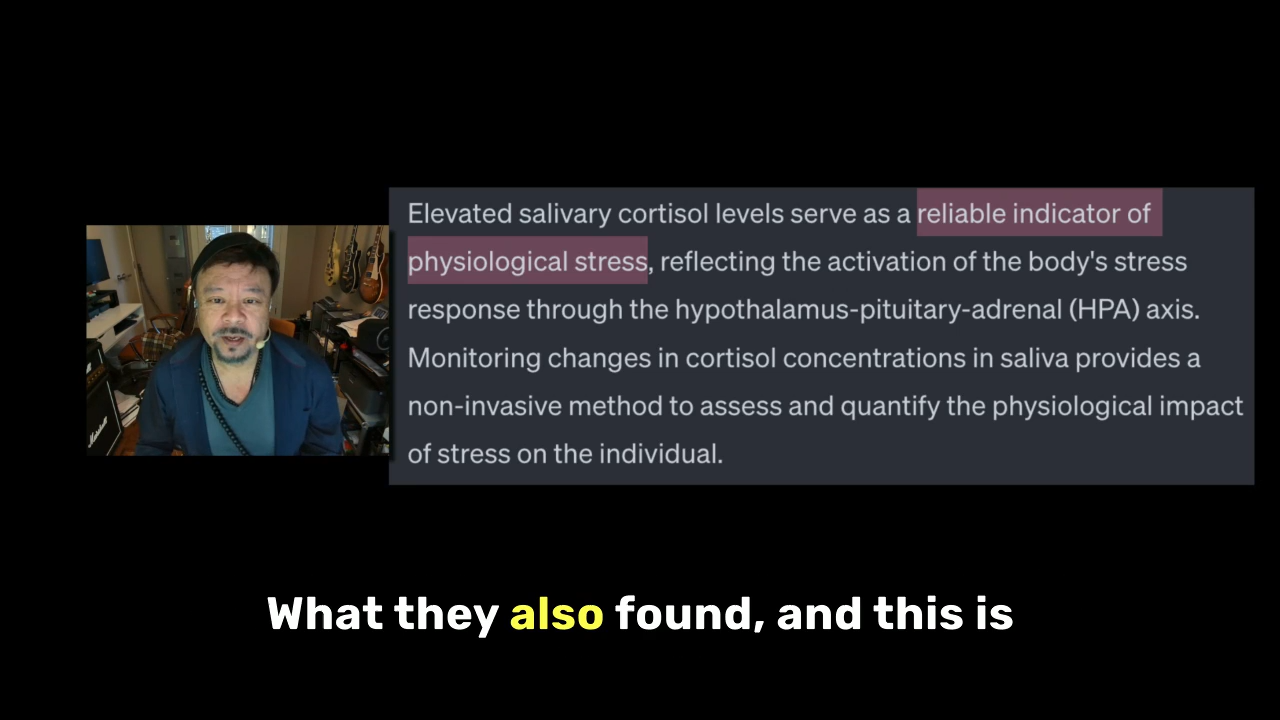 Elevated salivary cortisol levels serve as a reliable indicator of
physiological stress, reflecting the activation of the body's stress
response through the hypothalamus-pituitary-adrenal (HPA) axis.
Monitoring changes in cortisol concentrations in saliva provides a
non-invasive method to assess and quantify the physiological impact
of stress on the individual.
Marshall
What they also found, and this is